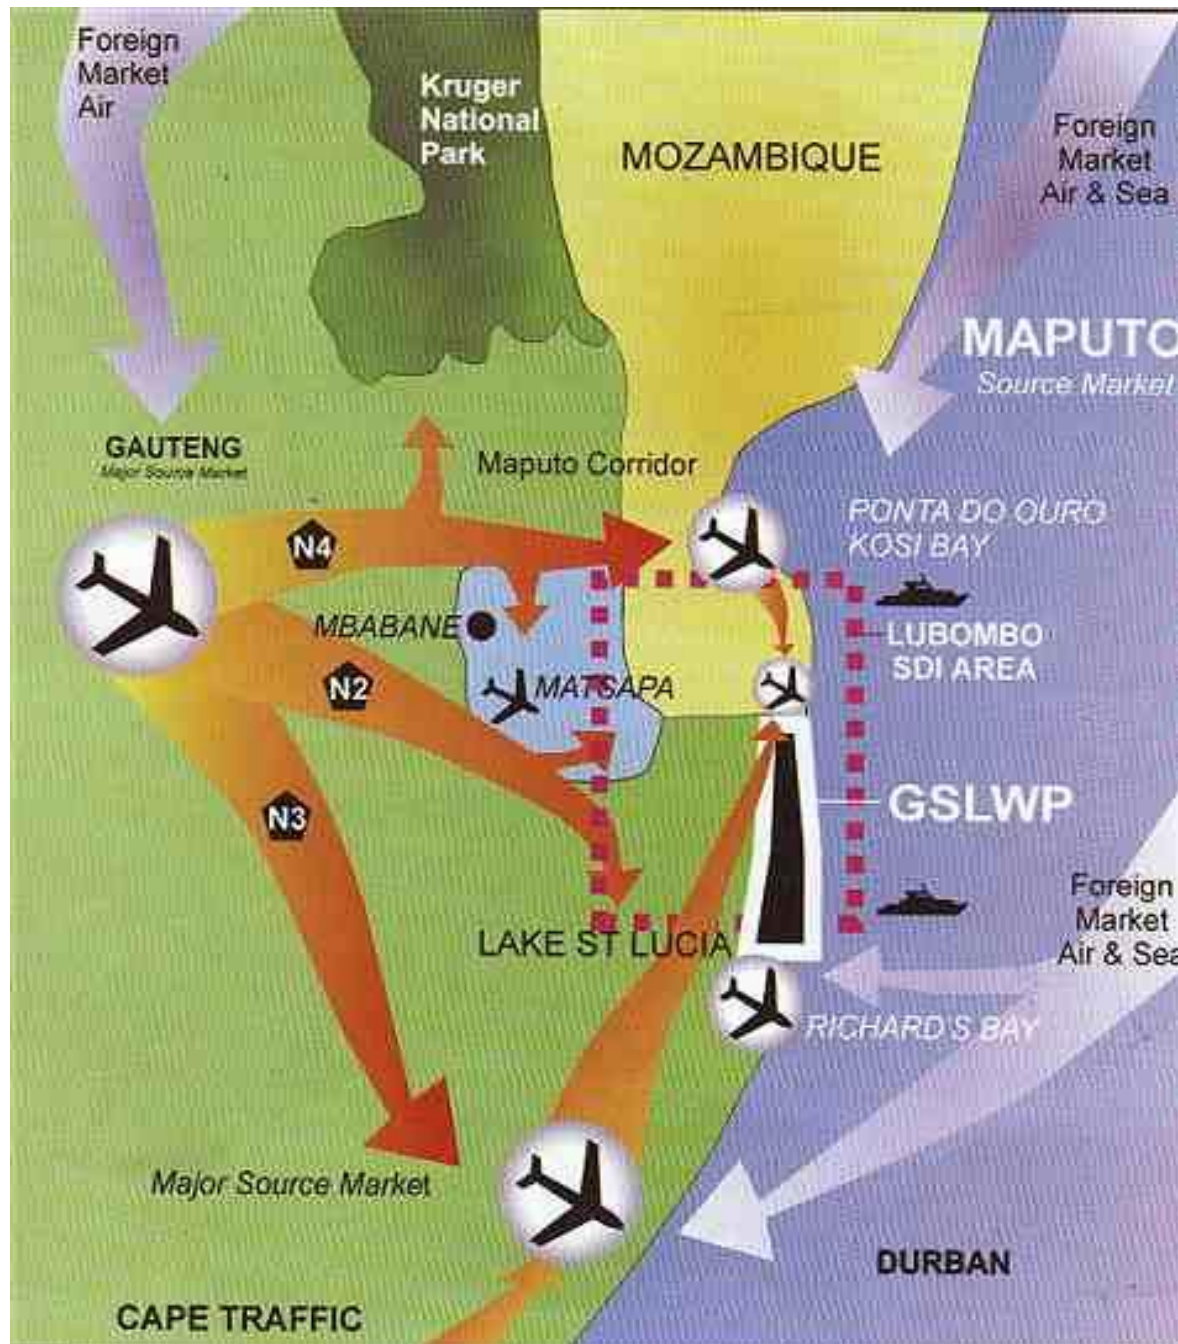 Foreign
Market
Air
Kruger
National
Park
MOZAMBIQUE
Foreign
Market
Air & Sea
MAPUTO
Source Market
GAUTENG
Major Source Market
Maputo Corridor
N4
PONTA DO OURO
KOSI BAY
MBABANE
LUBOMBO
SDI AREA
N2
MATSAPA
N3
GSLWP
Foreign
Market
Air & Sea
LAKE ST LUCIA
RICHARD S BAY
Major Source Market
DURBAN
CAPE TRAFFIC